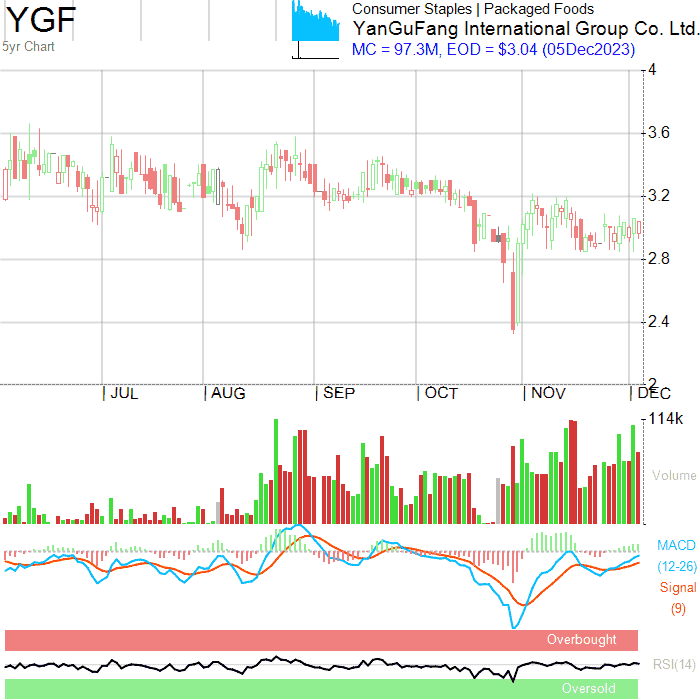 YGF
5yr Chart
Consumer Staples | Packaged Foods
YanGuFang International Group Co. Ltd.
MC = 97.3M, EOD = $3.04 (05Dec2023)
4
3.6
3.2
2.8
2.4
2
| JUL
| AUG
| SEP
| OCT
| NOV
| DEC
114k
Volume
MACD
(12-26)
Signal
(9)
Overbought
RSI(14)
Oversold